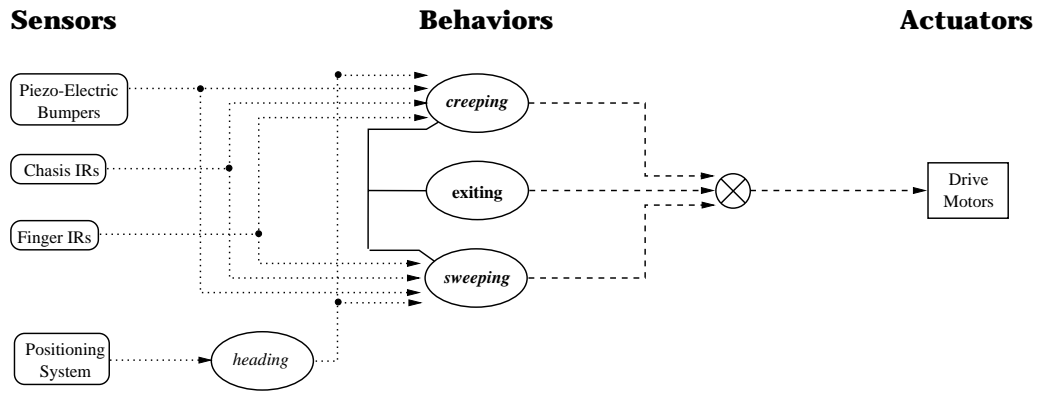 Sensors
Behaviors
Actuators
Piezo-Electric
Bumpers
creeping
Chasis IRs
exiting
Drive
Motors
Finger IRs
sweeping
Positioning
System
heading